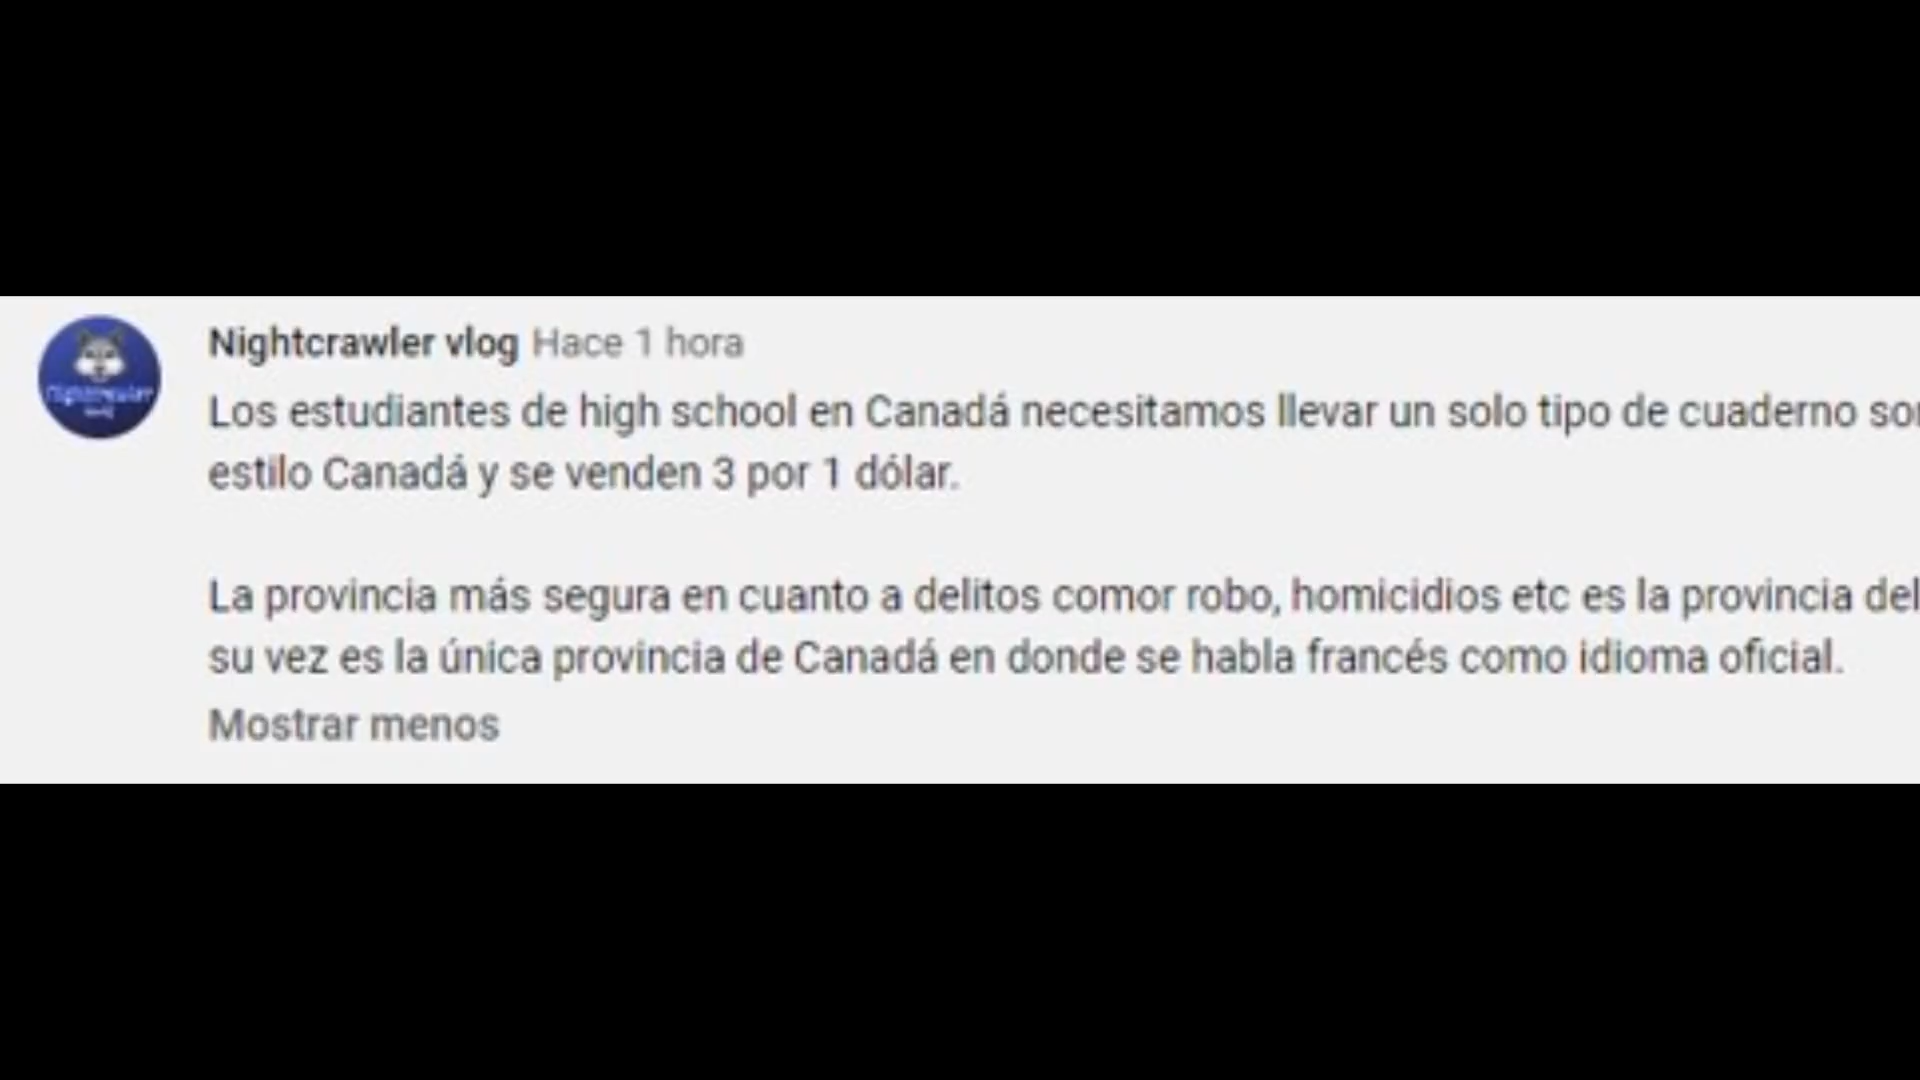 Nightcrawler vlog Hace 1 hora
Los estudiantes de high school en Canadá necesitamos llevar un solo tipo de cuaderno
estilo Canadá y se venden 3 por 1 dólar.
La provincia más segura en cuanto a delitos comor robo, homicidios etc es la provincia del
su vez es la única provincia de Canadá en donde se habla francés como idioma oficial.
Mostrar menos